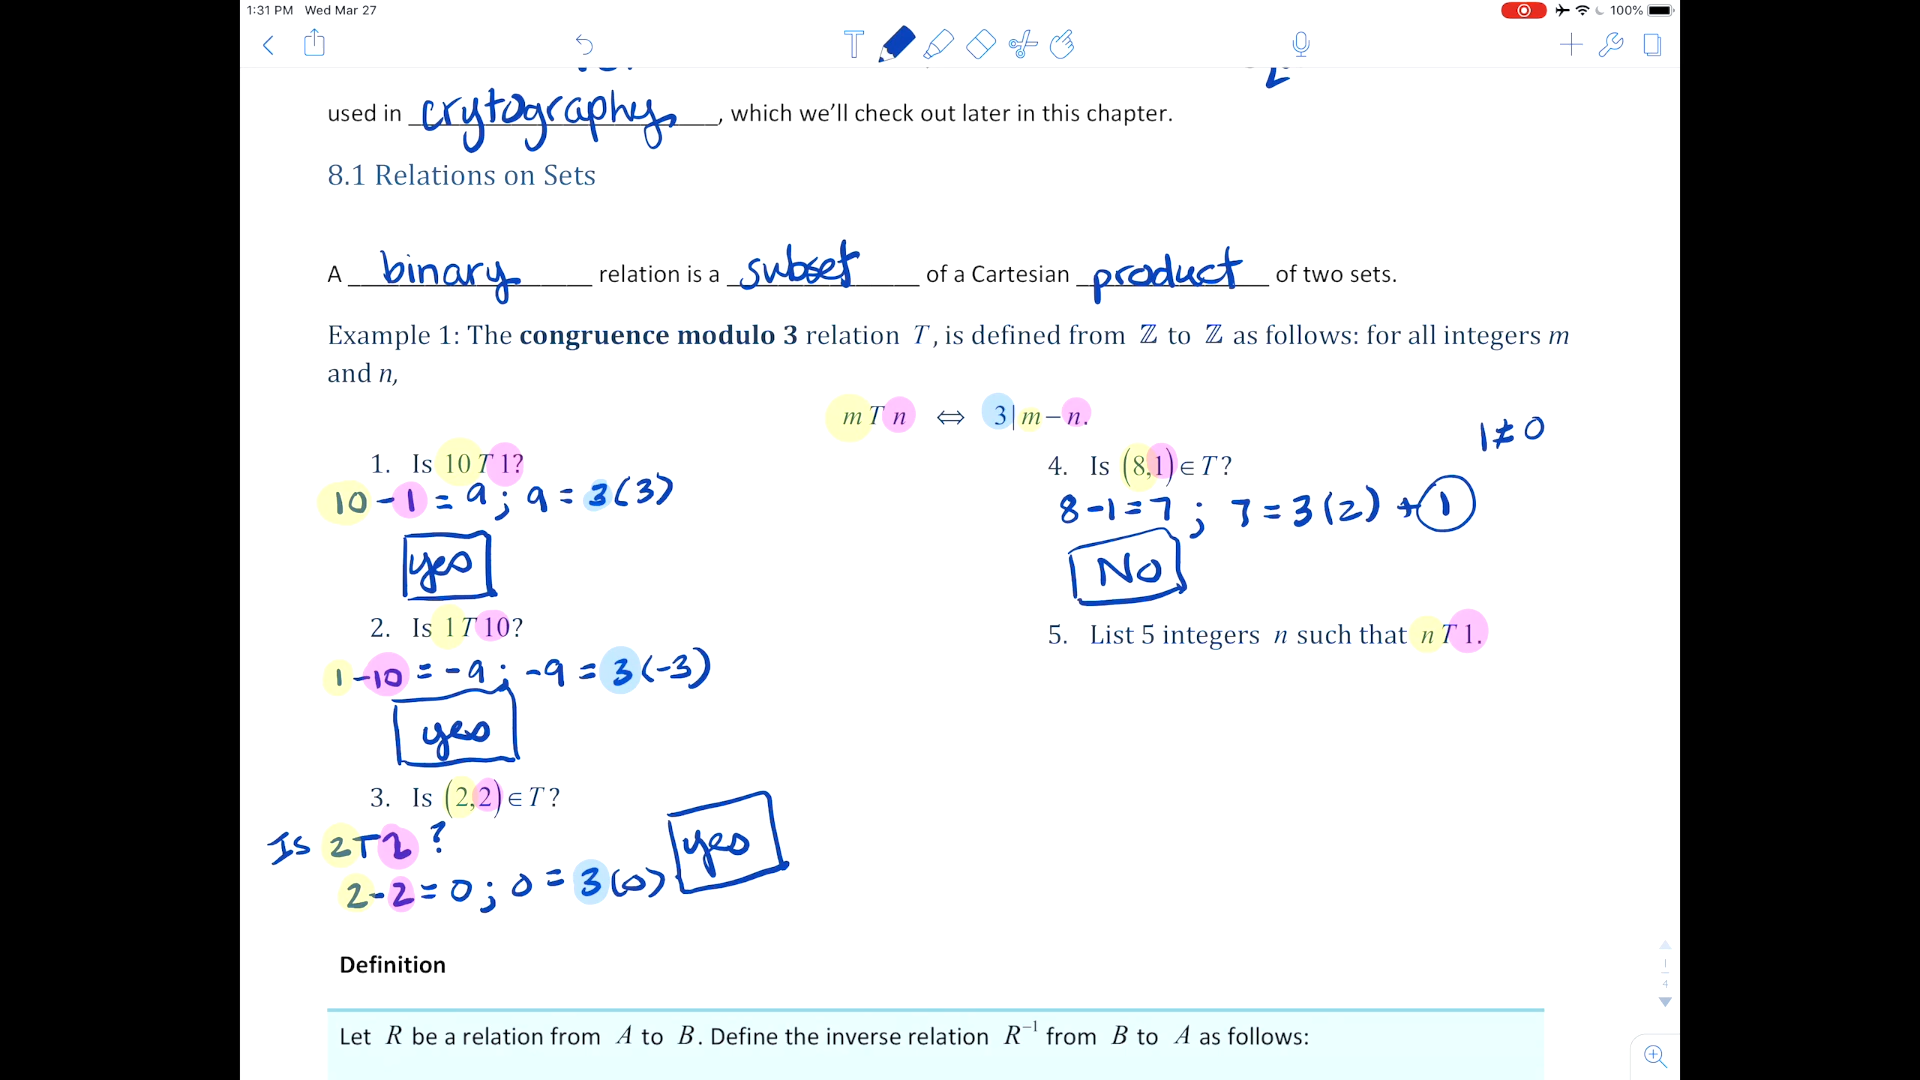 1:31 PM Wed Mar 27
100%
used in crytography, which we'll check out later in this chapter.
8.1 Relations on Sets
A binary relation is a subset of a Cartesian product of two sets.
Example 1: The congruence modulo 3 relation T, is defined from ℤ to ℤ as follows: for all integers m
and n,
m T n ⇔ 3|m−n.
1. Is 10 T 1?
10 - 1 = 9; 9 = 3(3)
yes
2. Is 1 T 10?
1 - 10 = -9; -9 = 3(-3)
yes
3. Is (2,2)∈T?
Is 2T2?
2-2=0; 0=3(0)
yes
4. Is (8,1)∈T?
1≠0
8-1=7; 7=3(2)+1
No
5. List 5 integers n such that n T 1.
Definition
Let R be a relation from A to B. Define the inverse relation R⁻¹ from B to A as follows:
1
4